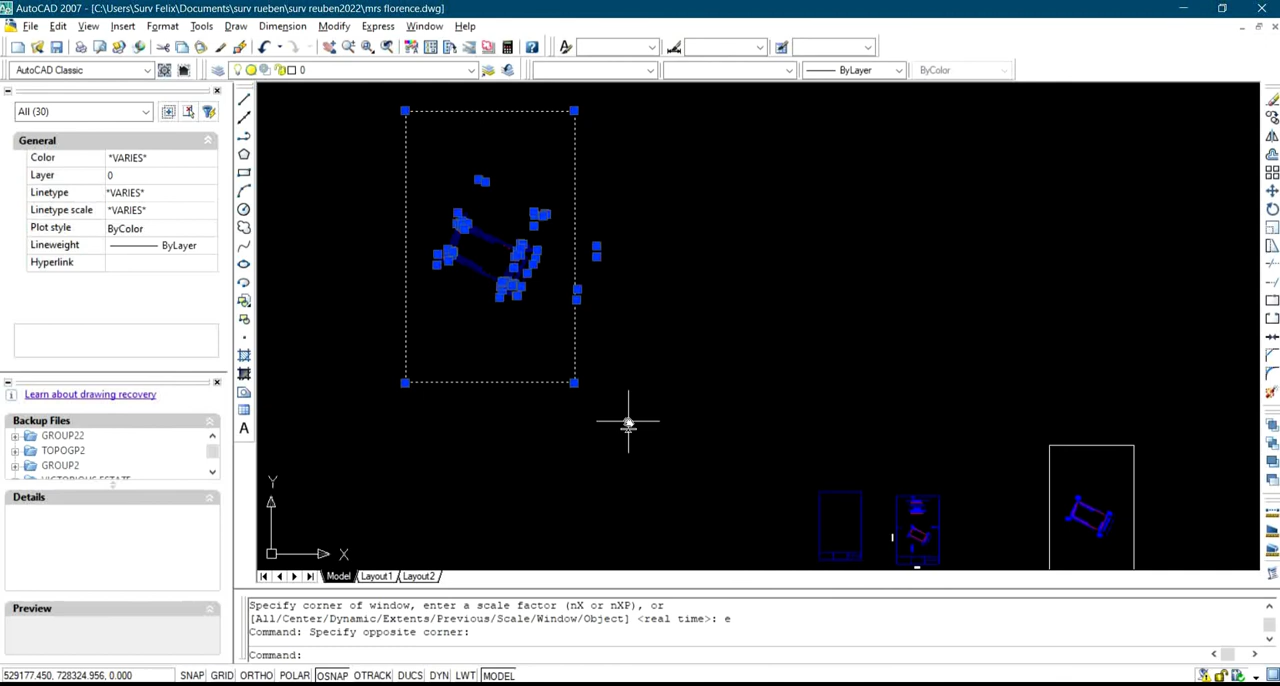 AutoCAD 2007 - [C:\Users\Surv Felix\Documents\surv rueben\surv reuben2022\mrs florence.dwg]
File Edit View Insert Format Tools Draw Dimension Modify Express Window Help
AutoCAD Classic 0 ByLayer ByColor
All (30)
General
Color *VARIES*
Layer 0
Linetype *VARIES*
Linetype scale *VARIES*
Plot style ByColor
Lineweight ByLayer
Hyperlink
Learn about drawing recovery
Backup Files
GROUP22
TOPOGP2
GROUP2
VICTORIOUS ESTATE
Details
Preview
A
Y
X
Model Layout1 Layout2
Specify corner of window, enter a scale factor (nX or nXP), or
[All/Center/Dynamic/Extents/Previous/Scale/Window/Object] <real time>: e
Command: Specify opposite corner:
Command:
529177.450, 728324.956, 0.000 SNAP GRID ORTHO POLAR OSNAP OTRACK DUCS DYN LWT MODEL